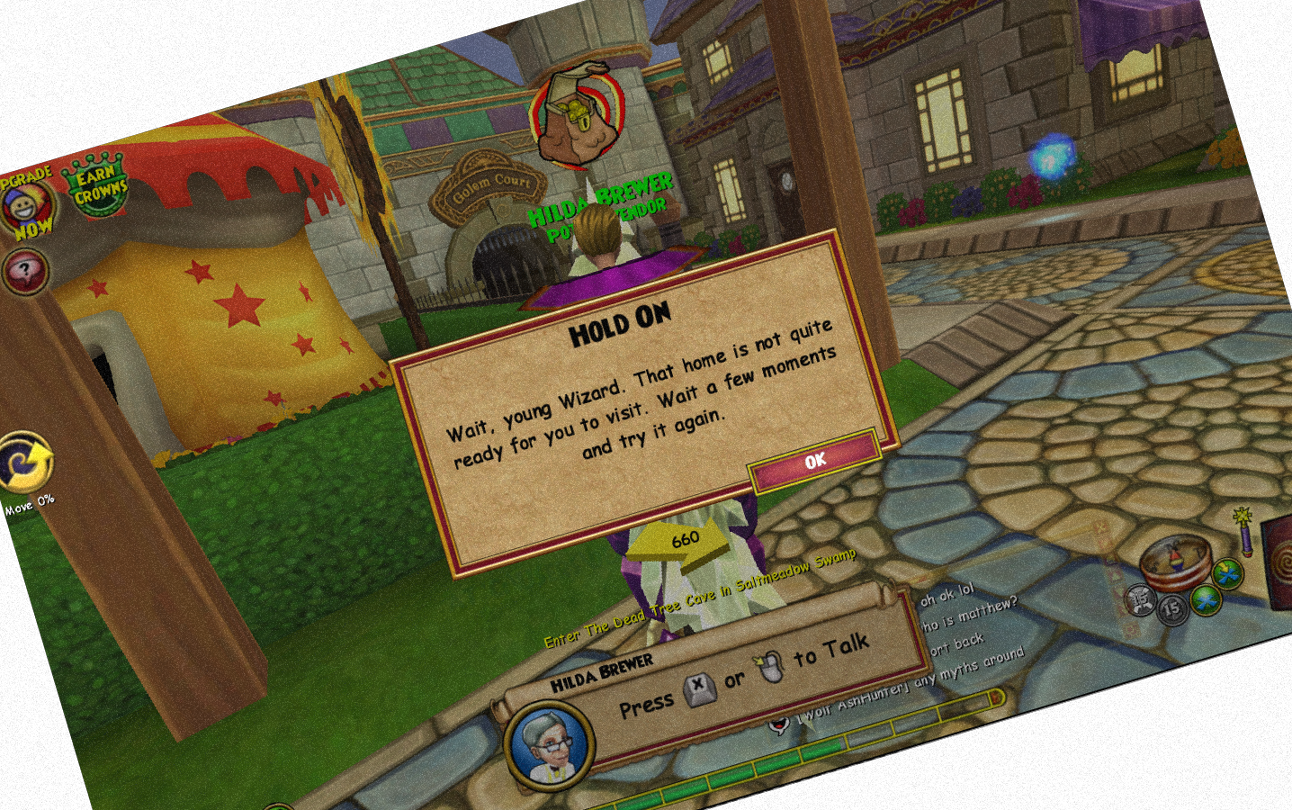 UPGRADE
NOW
EARN
CROWNS
?
Golem Court
HILDA BREWER
VENDOR
HOLD ON
Wait, young Wizard. That home is not quite
ready for you to visit. Wait a few moments
and try it again.
OK
Move 0%
660
Enter The Dead Tree Cave in Saltmeadow Swamp
HILDA BREWER
Press X or to Talk
oh ok lol
who is matthew?
back
[Wolf AshHunter] any myths around
15
15